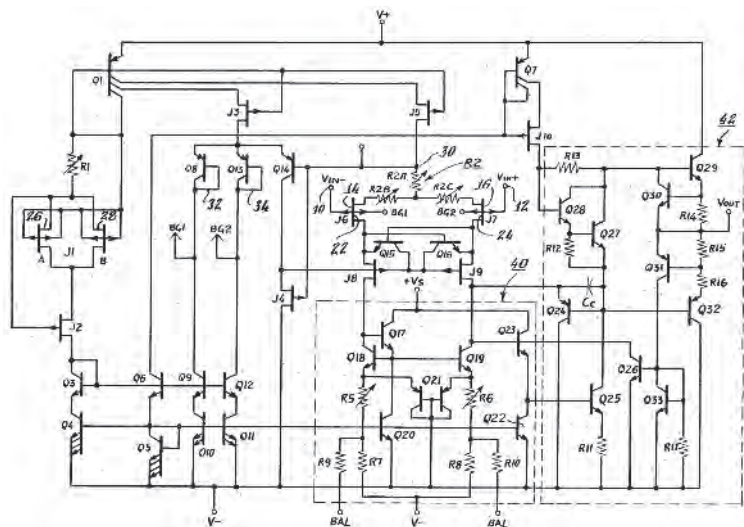 V+
Q1
Q7
42
J3
J5
J10
R1
30
R2
R2A
R13
Q29
Q8
Q13
Q14
VIN-
VIN+
Q30
VOUT
32
34
14
R2B
R2C
16
12
Q28
R14
26
28
10
J6
BG1
BG2
J7
R12
Q27
R15
J1
A
B
BG1
BG2
22
24
Q15
Q16
Q31
R16
J8
+VS
J9
40
Cc
J2
J4
Q24
Q32
Q17
Q23
Q18
Q19
Q26
Q3
Q6
Q9
Q12
Q21
R5
R6
Q25
Q33
Q4
Q5
Q10
Q11
Q20
Q22
R9
R7
R8
R10
R11
V-
BAL
V-
BAL